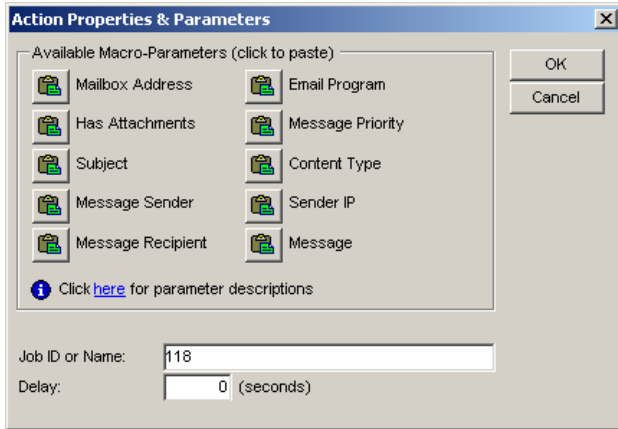 Action Properties & Parameters
Available Macro-Parameters (click to paste)
OK
Cancel
Mailbox Address
Email Program
Has Attachments
Message Priority
Subject
Content Type
Message Sender
Sender IP
Message Recipient
Message
Click here for parameter descriptions
Job ID or Name: 118
Delay: 0 (seconds)